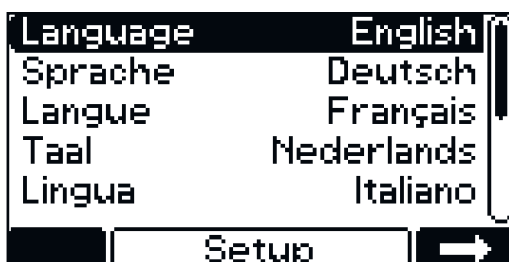 Language English
Sprache Deutsch
Langue Français
Taal Nederlands
Lingua Italiano
Setup